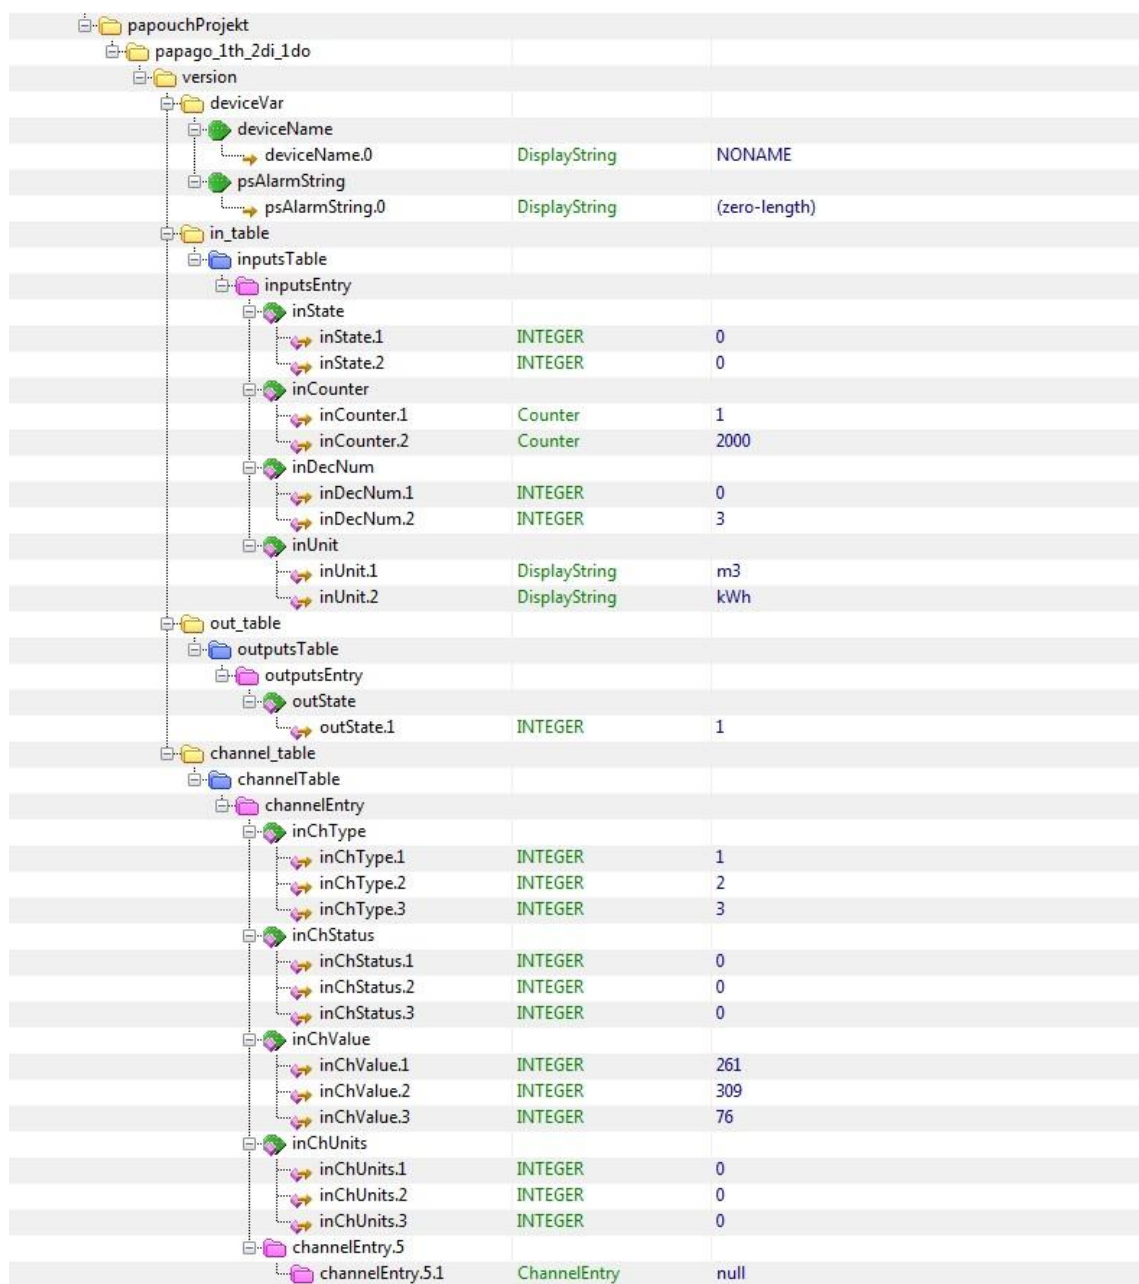 papouchProjekt
papago_1th_2di_1do
version
deviceVar
deviceName
deviceName.0 DisplayString NONAME
psAlarmString
psAlarmString.0 DisplayString (zero-length)
in_table
inputsTable
inputsEntry
inState
inState.1 INTEGER 0
inState.2 INTEGER 0
inCounter
inCounter.1 Counter 1
inCounter.2 Counter 2000
inDecNum
inDecNum.1 INTEGER 0
inDecNum.2 INTEGER 3
inUnit
inUnit.1 DisplayString m3
inUnit.2 DisplayString kWh
out_table
outputsTable
outputsEntry
outState
outState.1 INTEGER 1
channel_table
channelTable
channelEntry
inChType
inChType.1 INTEGER 1
inChType.2 INTEGER 2
inChType.3 INTEGER 3
inChStatus
inChStatus.1 INTEGER 0
inChStatus.2 INTEGER 0
inChStatus.3 INTEGER 0
inChValue
inChValue.1 INTEGER 261
inChValue.2 INTEGER 309
inChValue.3 INTEGER 76
inChUnits
inChUnits.1 INTEGER 0
inChUnits.2 INTEGER 0
inChUnits.3 INTEGER 0
channelEntry.5
channelEntry.5.1 ChannelEntry null